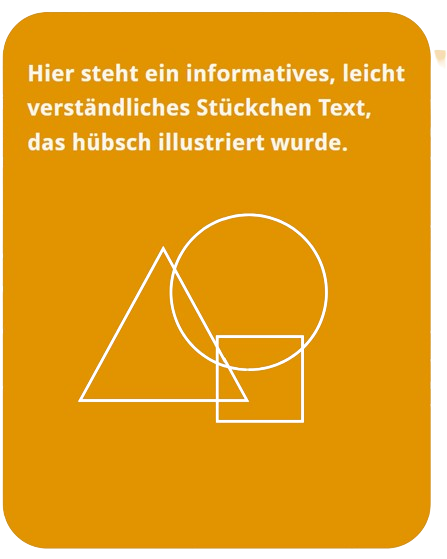 Hier steht ein informatives, leicht
verständliches Stückchen Text,
das hübsch illustriert wurde.